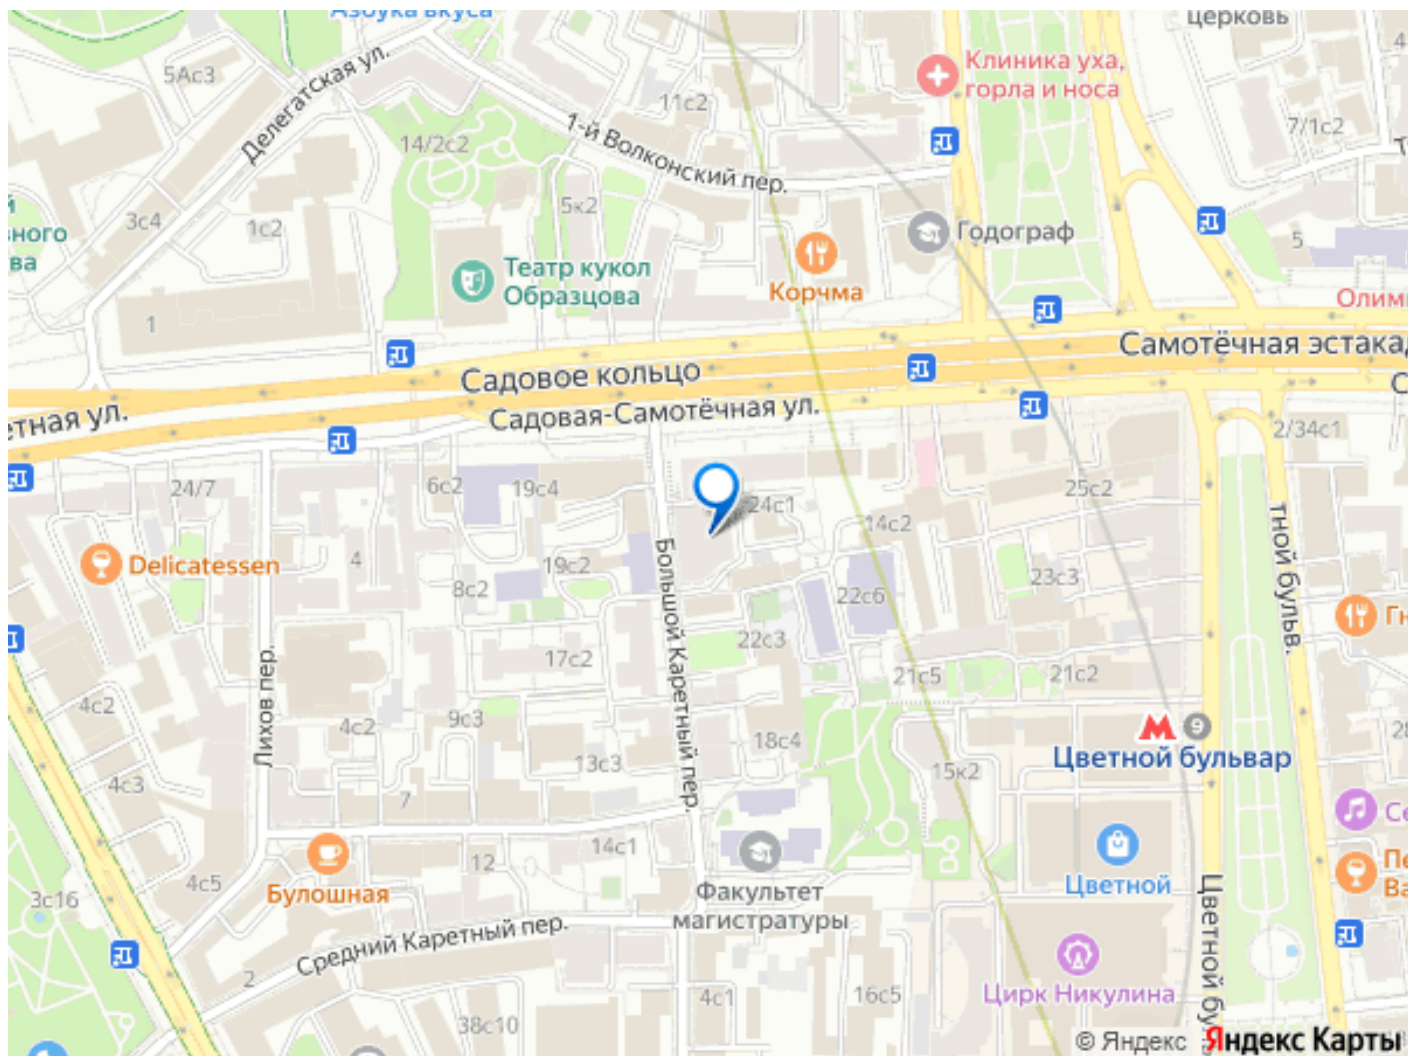 Азбука вкуса
церковь
5Ас3
Делегатская ул.
11с2
Клиника уха,
горла и носа
14/2с2
1-й Волконский пер.
7/1с2
3с4
1с2
5к2
Годограф
5
Театр кукол
Образцова
Корчма
1
Самотёчная эстака
Садовое кольцо
Садовая-Самотёчная ул.
тная ул.
2/34с1
24/7
6с2
19с4
24с1
14с2
25с2
тной бульв.
Delicatessen
4
8с2
19с2
Большой Каретный пер.
22с6
23с3
22с3
17с2
21с5
21с2
Лихов пер.
4с2
4с2
9с3
18с4
Цветной бульвар
9
13с3
15к2
4с3
7
Булошная
12
14с1
Факультет
магистратуры
Цветной
Цветной бул
3с16
4с5
Средний Каретный пер.
2
Цирк Никулина
38с10
4с1
16с5
© Яндекс Яндекс Карты